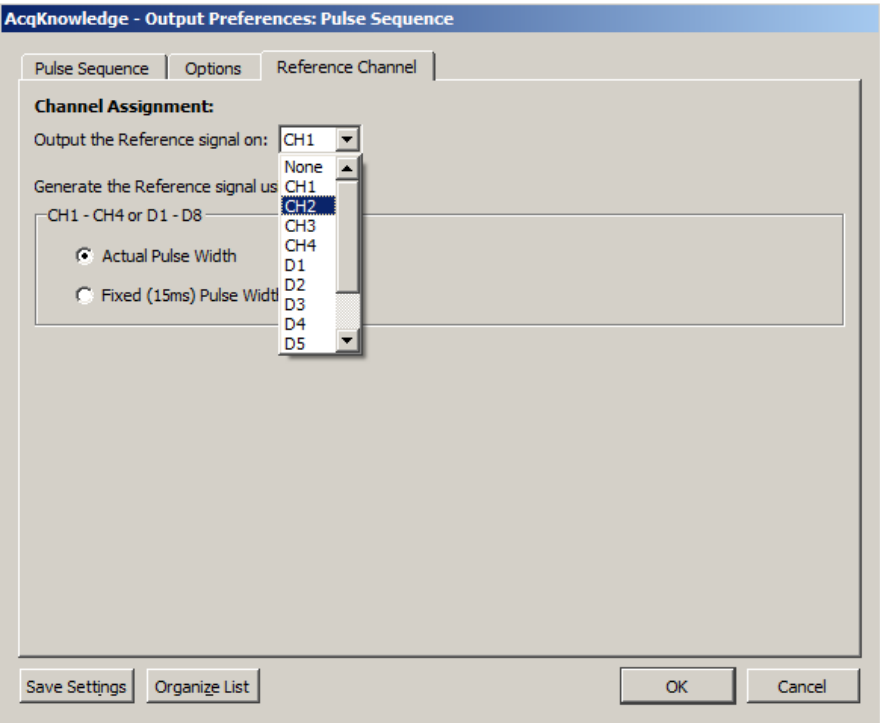 AcqKnowledge - Output Preferences: Pulse Sequence
Pulse Sequence Options Reference Channel
Channel Assignment:
Output the Reference signal on: CH1
None
Generate the Reference signal us CH1
CH2
CH1 - CH4 or D1 - D8
CH3
CH4
Actual Pulse Width
D1
D2
Fixed (15ms) Pulse Widt
D3
D4
D5
Save Settings Organize List OK Cancel